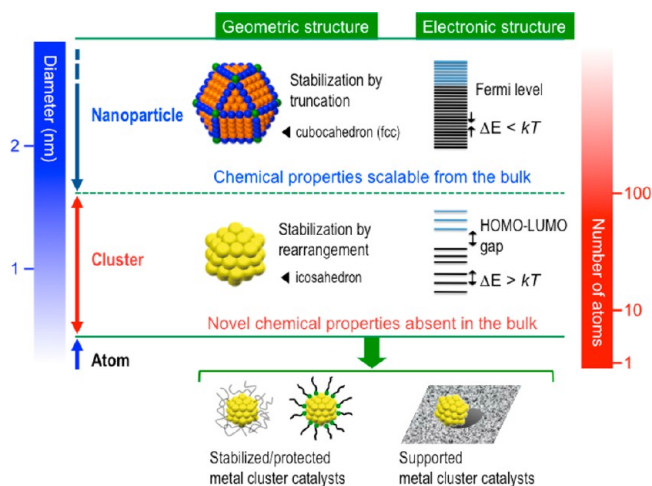 Geometric structure
Electronic structure
Diameter (nm)
2
1
Nanoparticle
Stabilization by
truncation
◄ cubocahedron (fcc)
Fermi level
ΔE < kT
Chemical properties scalable from the bulk
Cluster
Stabilization by
rearrangement
◄ icosahedron
HOMO-LUMO
gap
ΔE > kT
Novel chemical properties absent in the bulk
Atom
Number of atoms
100
10
1
Stabilized/protected
metal cluster catalysts
Supported
metal cluster catalysts